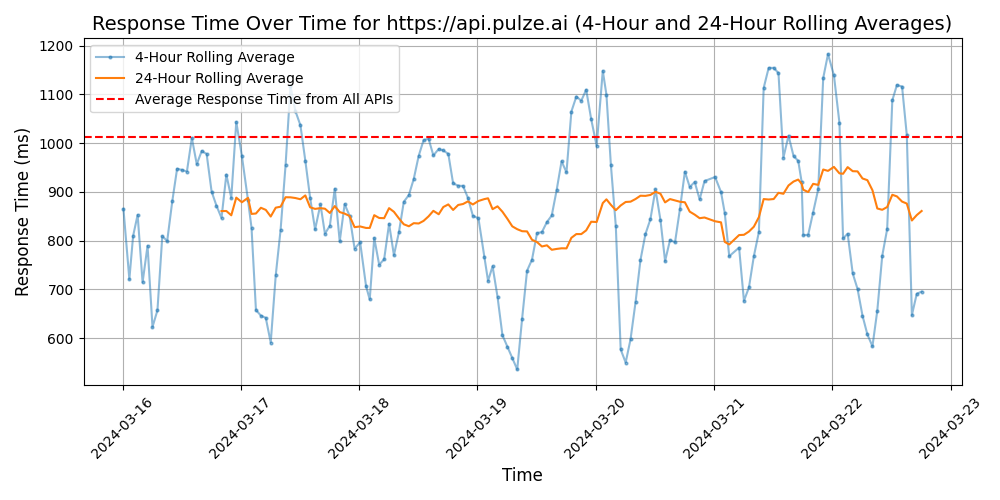 Response Time Over Time for https://api.pulze.ai (4-Hour and 24-Hour Rolling Averages)
4-Hour Rolling Average
24-Hour Rolling Average
Average Response Time from All APIs
Response Time (ms)
1200
1100
1000
900
800
700
600
2024-03-16
2024-03-17
2024-03-18
2024-03-19
2024-03-20
2024-03-21
2024-03-22
2024-03-23
Time